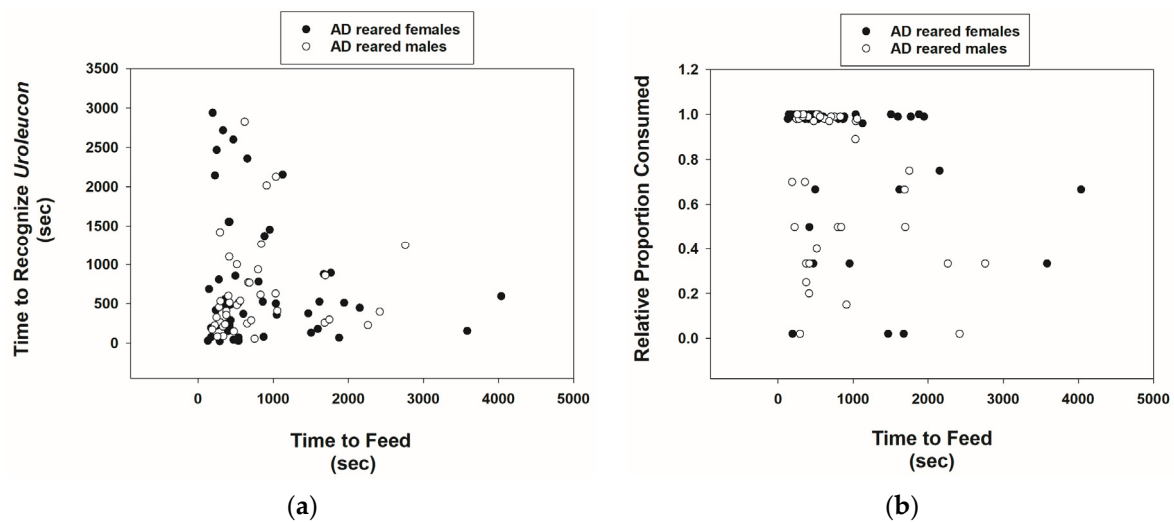 AD reared females
AD reared males
3500
3000
2500
2000
1500
1000
500
0
Time to Recognize Uroleucon
(sec)
0 1000 2000 3000 4000 5000
Time to Feed
(sec)
(a)
AD reared females
AD reared males
1.2
1.0
0.8
0.6
0.4
0.2
0.0
Relative Proportion Consumed
0 1000 2000 3000 4000 5000
Time to Feed
(sec)
(b)